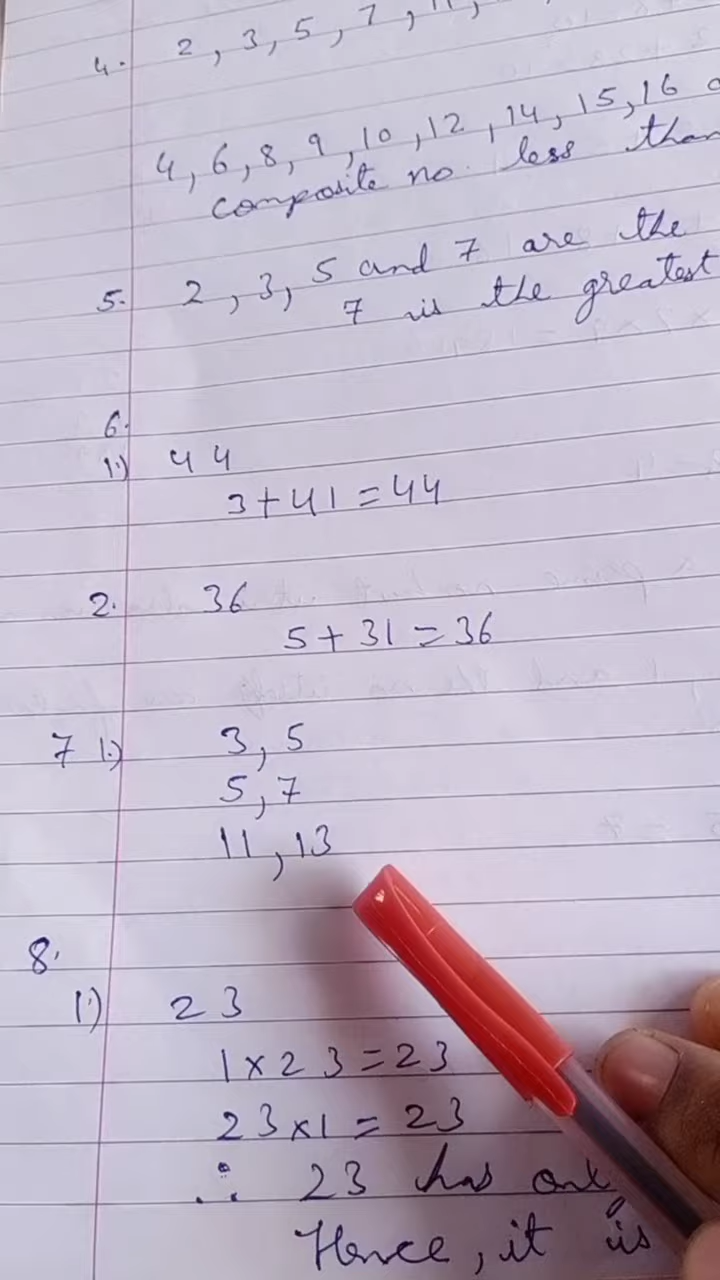 4. 2, 3, 5, 7, 11,
4, 6, 8, 9, 10, 12, 14, 15, 16
composite no. less than
5. 2, 3, 5 and 7 are the
7 is the greatest
6.
1.) 44
3+41=44
2. 36
5+31=36
7 1.) 3, 5
5, 7
11, 13
8.
1.) 23
1×23=23
23×1=23
∴ 23 has
Hence, it is